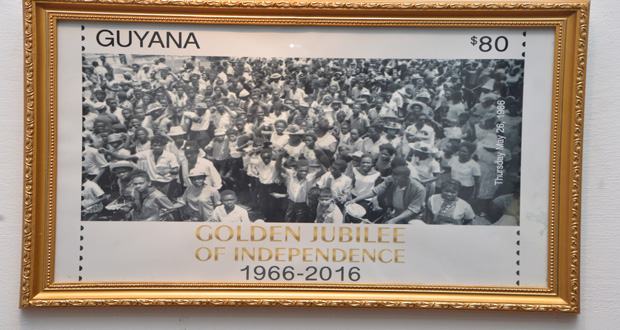 GUYANA
$80
Thursday May 26, 1966
GOLDEN JUBILEE
OF INDEPENDENCE
1966-2016